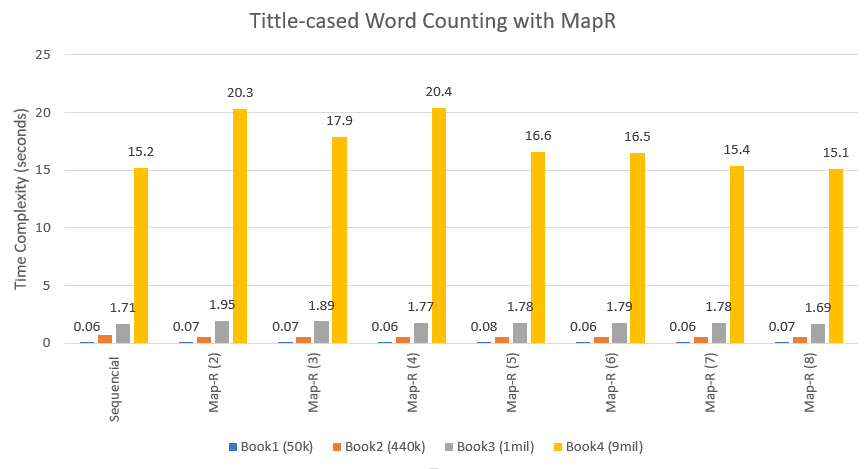 Tittle-cased Word Counting with MapR
Time Complexity (seconds)
25
20
15
10
5
0
0.06 1.71 15.2
0.07 1.95 20.3
0.07 1.89 17.9
0.06 1.77 20.4
0.08 1.78 16.6
0.06 1.79 16.5
0.06 1.78 15.4
0.07 1.69 15.1
Sequencial
Map-R (2)
Map-R (3)
Map-R (4)
Map-R (5)
Map-R (6)
Map-R (7)
Map-R (8)
Book1 (50k) Book2 (440k) Book3 (1mil) Book4 (9mil)